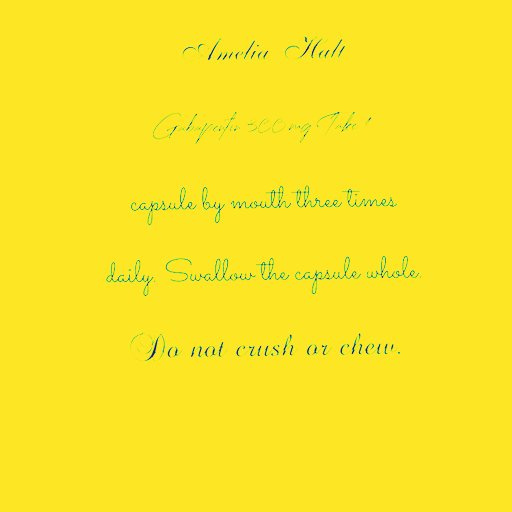 Amelia Hall
Gabapentin 300 mg Take 1
capsule by mouth three times
daily. Swallow the capsule whole.
Do not crush or chew.